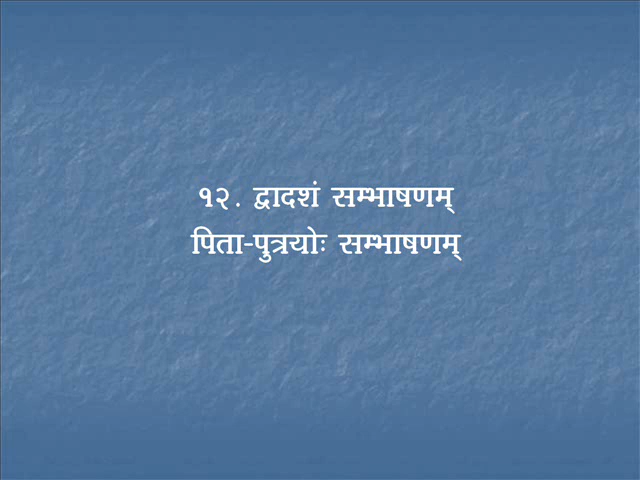 १२. द्वादशं सम्भाषणम्
पिता-पुत्रयोः सम्भाषणम्